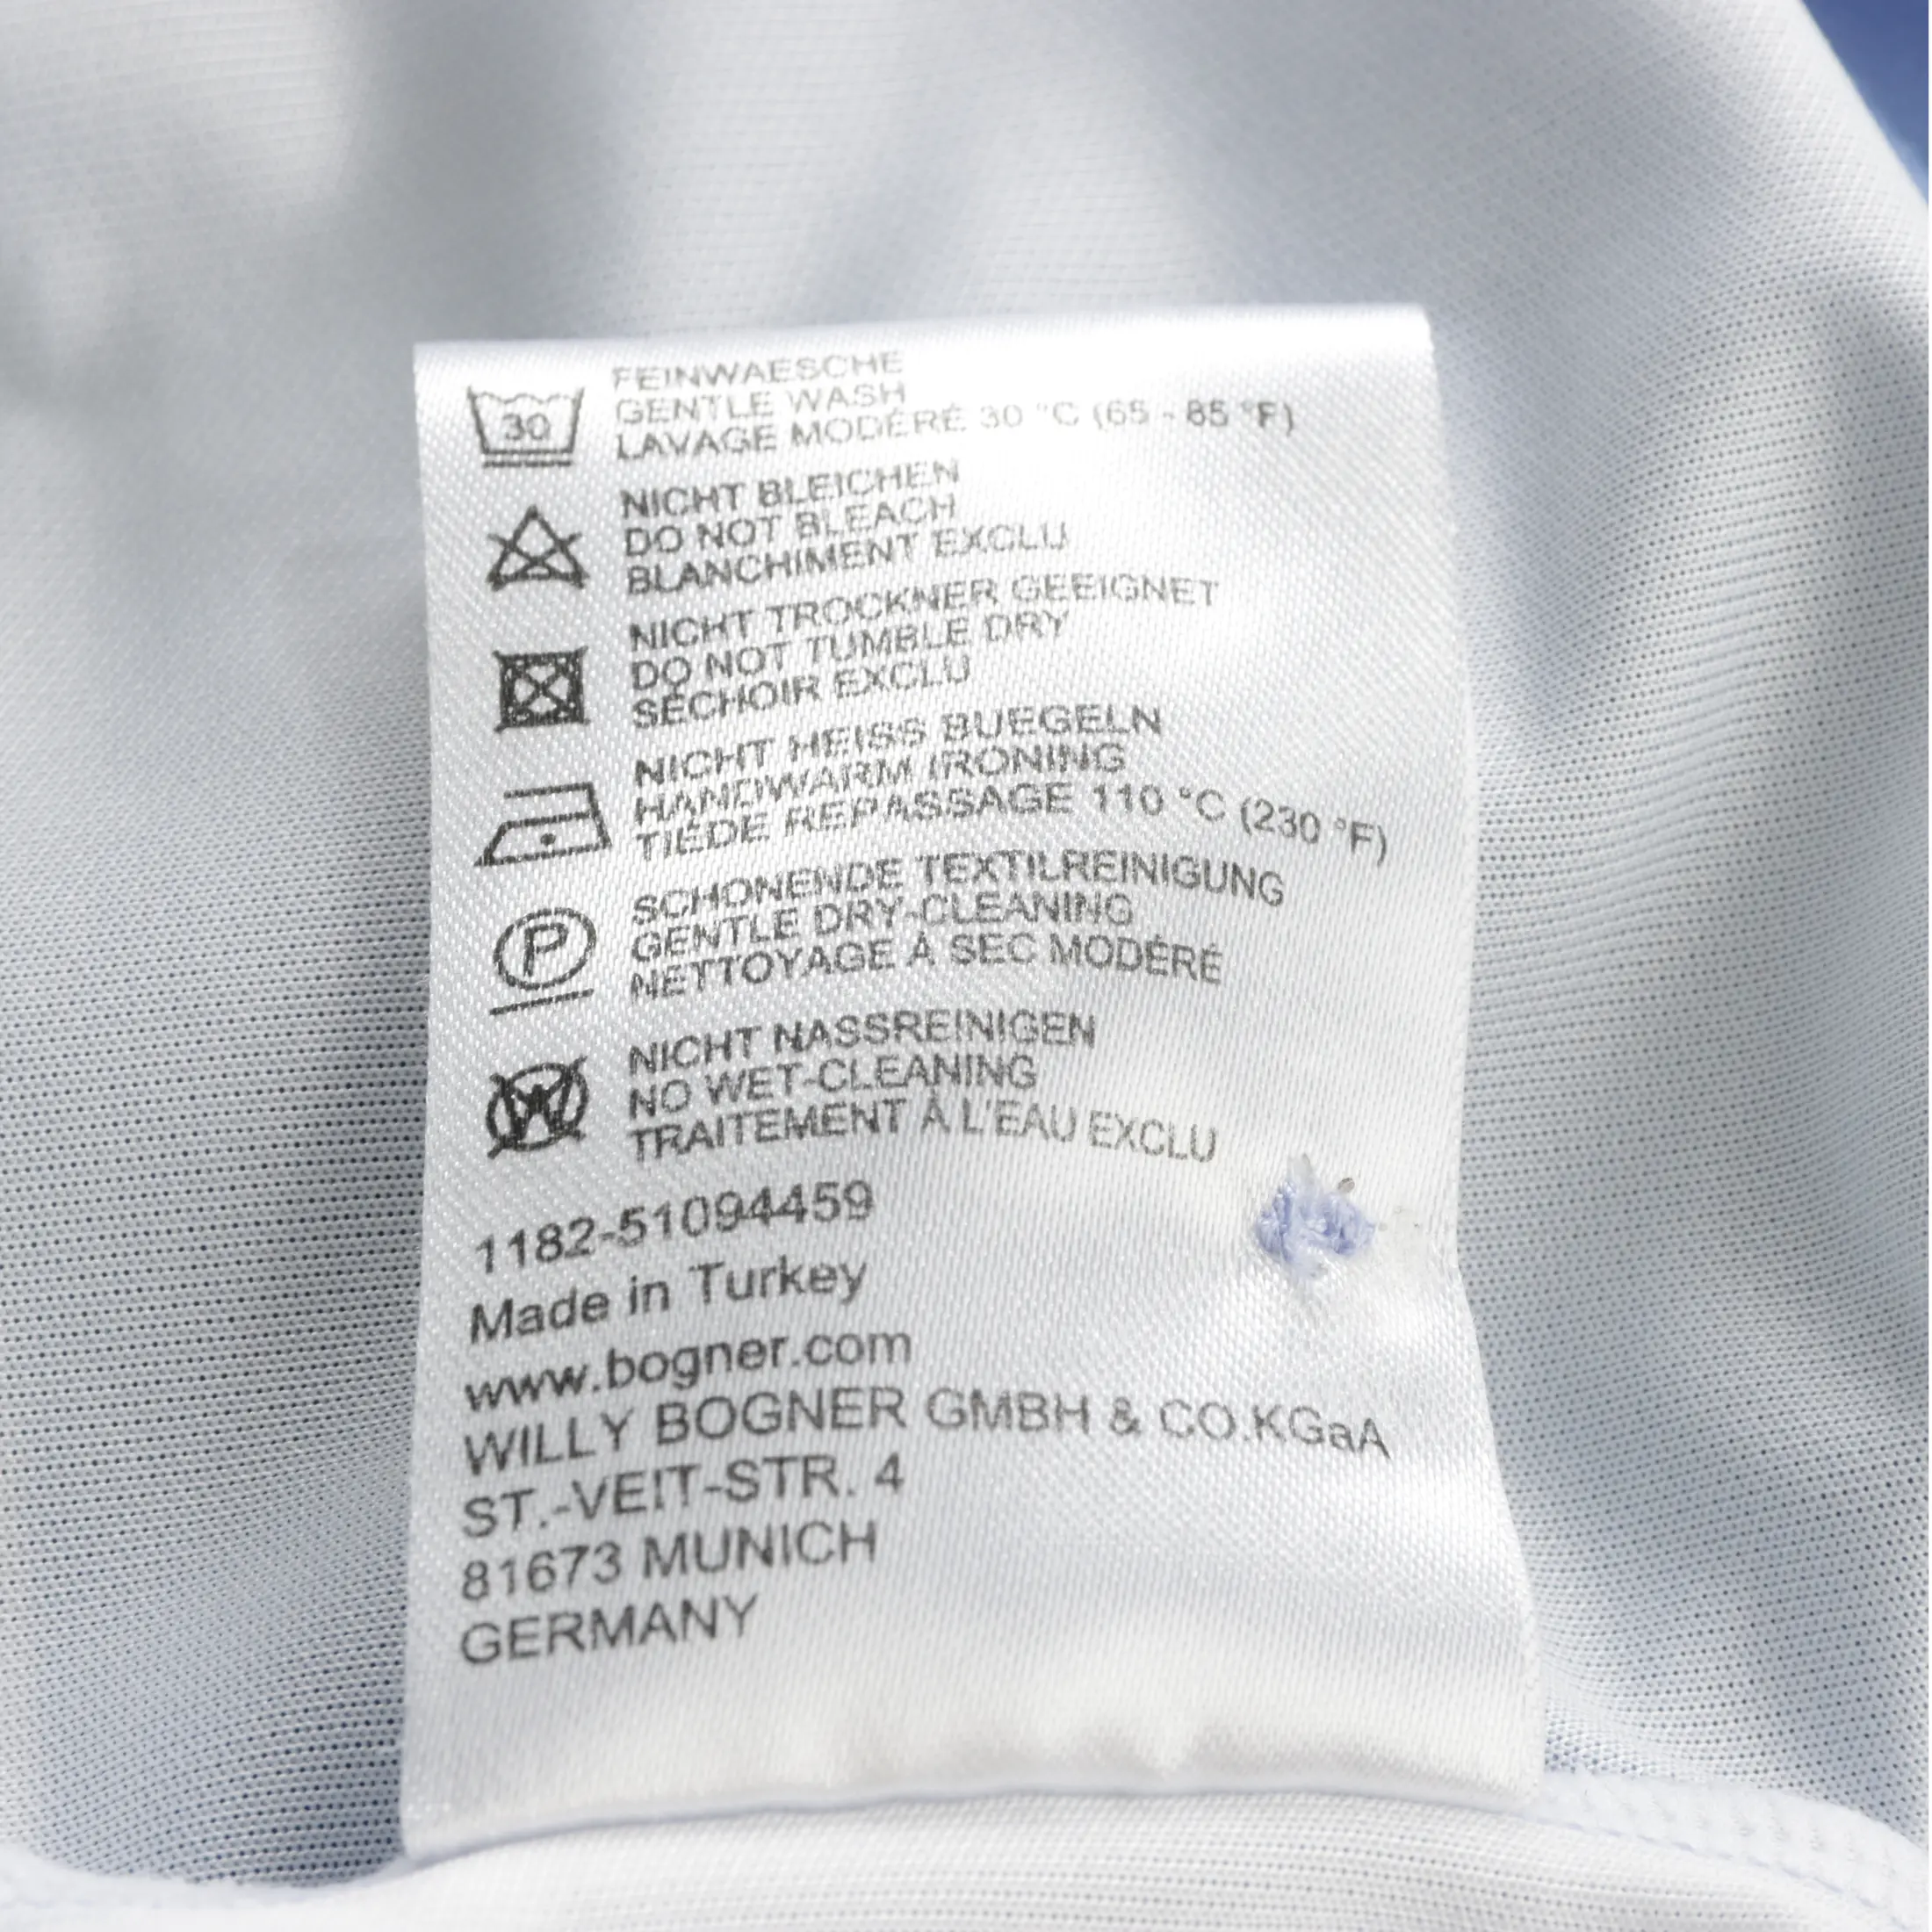 30
FEINWAESCHE
GENTLE WASH
LAVAGE MODÉRÉ 30 °C (65 - 85 °F)
NICHT BLEICHEN
DO NOT BLEACH
BLANCHIMENT EXCLU
NICHT TROCKNER GEEIGNET
DO NOT TUMBLE DRY
SÉCHOIR EXCLU
NICHT HEISS BUEGELN
HANDWARM IRONING
TIÉDE REPASSAGE 110 °C (230 °F)
P
SCHONENDE TEXTILREINIGUNG
GENTLE DRY-CLEANING
NETTOYAGE À SEC MODÉRÉ
W
NICHT NASSREINIGEN
NO WET-CLEANING
TRAITEMENT À L'EAU EXCLU
1182-51094459
Made in Turkey
www.bogner.com
WILLY BOGNER GMBH & CO.KGaA
ST.-VEIT-STR. 4
81673 MUNICH
GERMANY